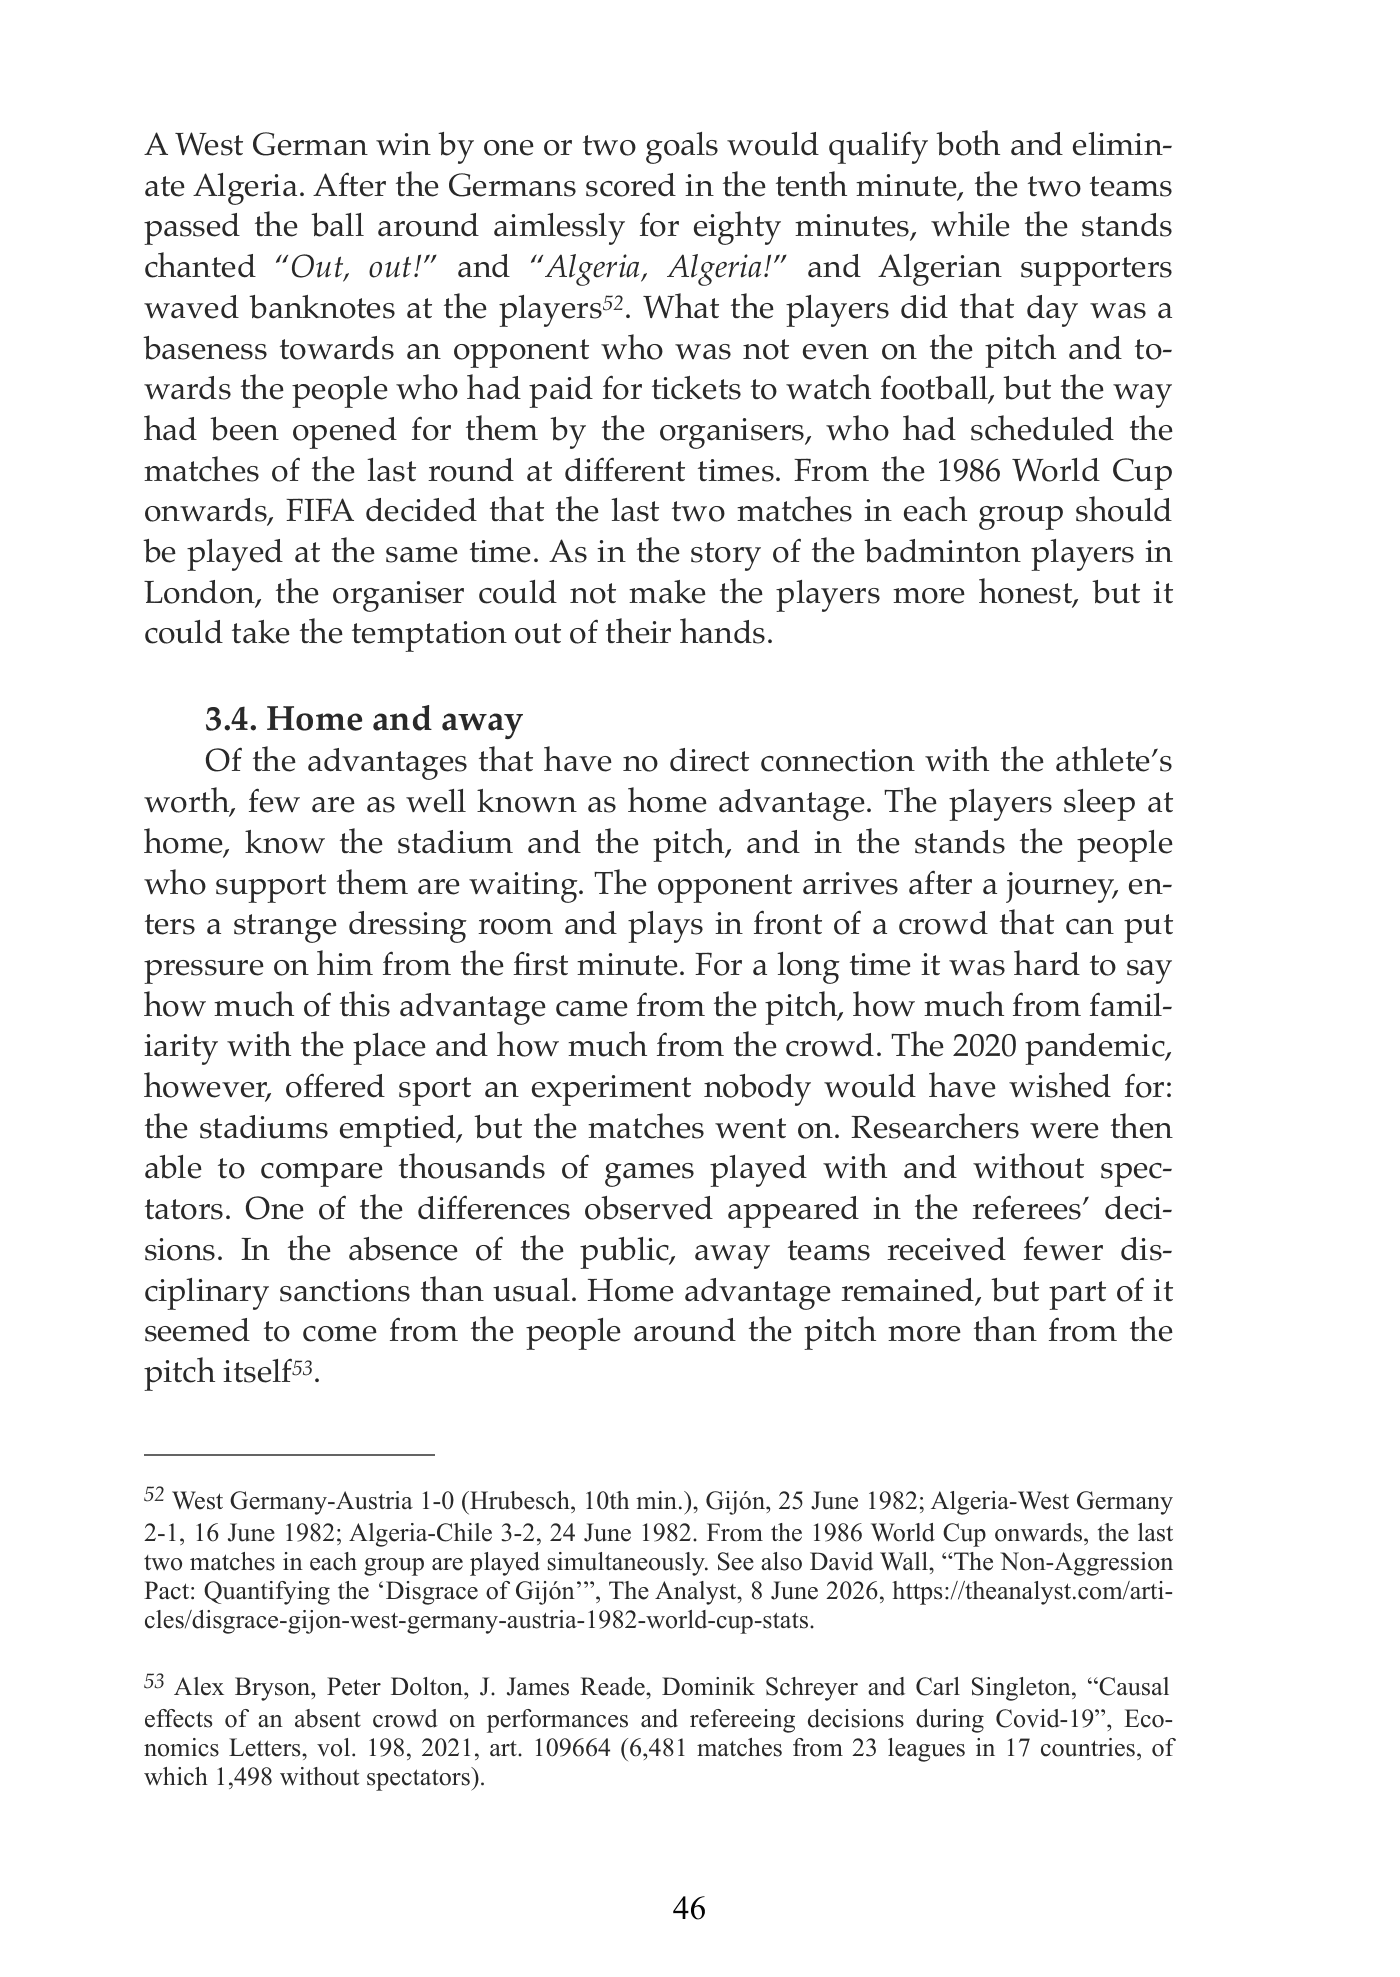 A West German win by one or two goals would qualify both and elimin-
ate Algeria. After the Germans scored in the tenth minute, the two teams
passed the ball around aimlessly for eighty minutes, while the stands
chanted “Out, out!” and “Algeria, Algeria!” and Algerian supporters
waved banknotes at the players52. What the players did that day was a
baseness towards an opponent who was not even on the pitch and to-
wards the people who had paid for tickets to watch football, but the way
had been opened for them by the organisers, who had scheduled the
matches of the last round at different times. From the 1986 World Cup
onwards, FIFA decided that the last two matches in each group should
be played at the same time. As in the story of the badminton players in
London, the organiser could not make the players more honest, but it
could take the temptation out of their hands.
3.4. Home and away
Of the advantages that have no direct connection with the athlete’s
worth, few are as well known as home advantage. The players sleep at
home, know the stadium and the pitch, and in the stands the people
who support them are waiting. The opponent arrives after a journey, en-
ters a strange dressing room and plays in front of a crowd that can put
pressure on him from the first minute. For a long time it was hard to say
how much of this advantage came from the pitch, how much from famil-
iarity with the place and how much from the crowd. The 2020 pandemic,
however, offered sport an experiment nobody would have wished for:
the stadiums emptied, but the matches went on. Researchers were then
able to compare thousands of games played with and without spec-
tators. One of the differences observed appeared in the referees’ deci-
sions. In the absence of the public, away teams received fewer dis-
ciplinary sanctions than usual. Home advantage remained, but part of it
seemed to come from the people around the pitch more than from the
pitch itself53.
52 West Germany-Austria 1-0 (Hrubesch, 10th min.), Gijón, 25 June 1982; Algeria-West Germany
2-1, 16 June 1982; Algeria-Chile 3-2, 24 June 1982. From the 1986 World Cup onwards, the last
two matches in each group are played simultaneously. See also David Wall, “The Non-Aggression
Pact: Quantifying the ‘Disgrace of Gijón’”, The Analyst, 8 June 2026, https://theanalyst.com/arti-
cles/disgrace-gijon-west-germany-austria-1982-world-cup-stats.
53 Alex Bryson, Peter Dolton, J. James Reade, Dominik Schreyer and Carl Singleton, “Causal
effects of an absent crowd on performances and refereeing decisions during Covid-19”, Eco-
nomics Letters, vol. 198, 2021, art. 109664 (6,481 matches from 23 leagues in 17 countries, of
which 1,498 without spectators).
46